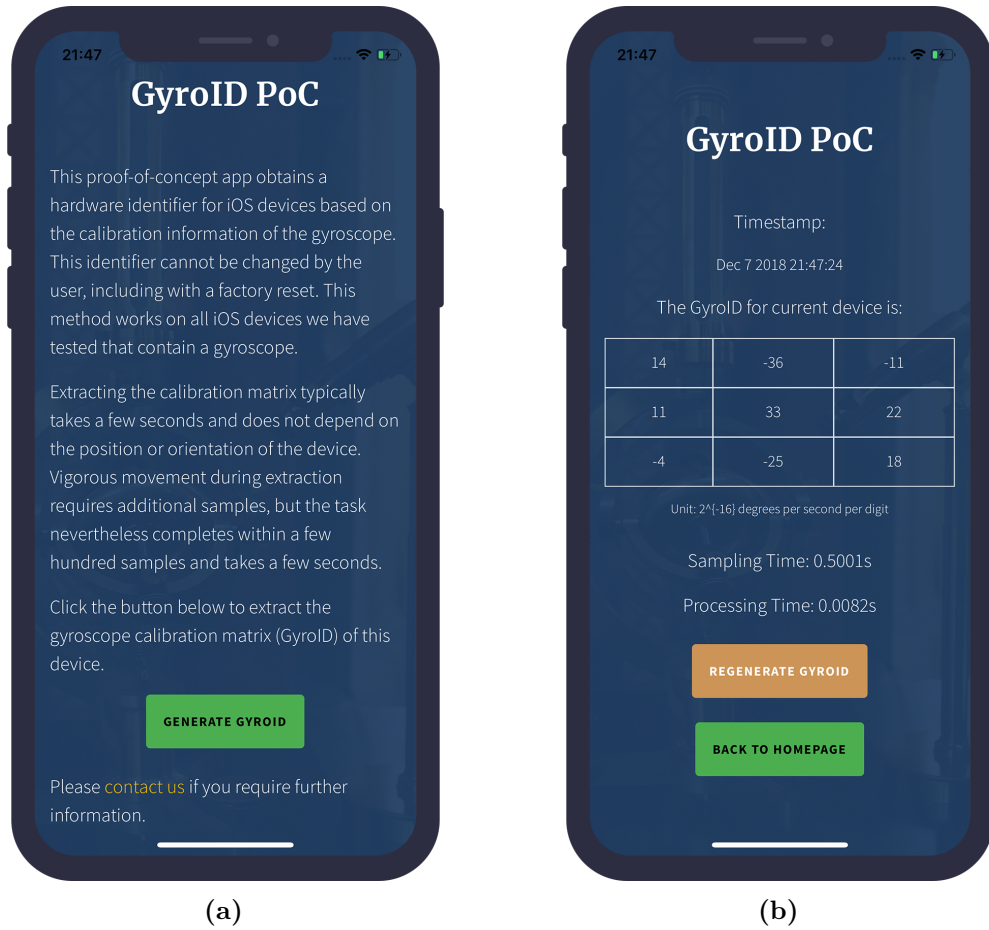 21:47
GyroID PoC
This proof-of-concept app obtains a
hardware identifier for iOS devices based on
the calibration information of the gyroscope.
This identifier cannot be changed by the
user, including with a factory reset. This
method works on all iOS devices we have
tested that contain a gyroscope.
Extracting the calibration matrix typically
takes a few seconds and does not depend on
the position or orientation of the device.
Vigorous movement during extraction
requires additional samples, but the task
nevertheless completes within a few
hundred samples and takes a few seconds.
Click the button below to extract the
gyroscope calibration matrix (GyroID) of this
device.
GENERATE GYROID
Please contact us if you require further
information.
(a)
21:47
GyroID PoC
Timestamp:
Dec 7 2018 21:47:24
The GyroID for current device is:
14 -36 -11
11 33 22
-4 -25 18
Unit: 2^{-16} degrees per second per digit
Sampling Time: 0.5001s
Processing Time: 0.0082s
REGENERATE GYROID
BACK TO HOMEPAGE
(b)